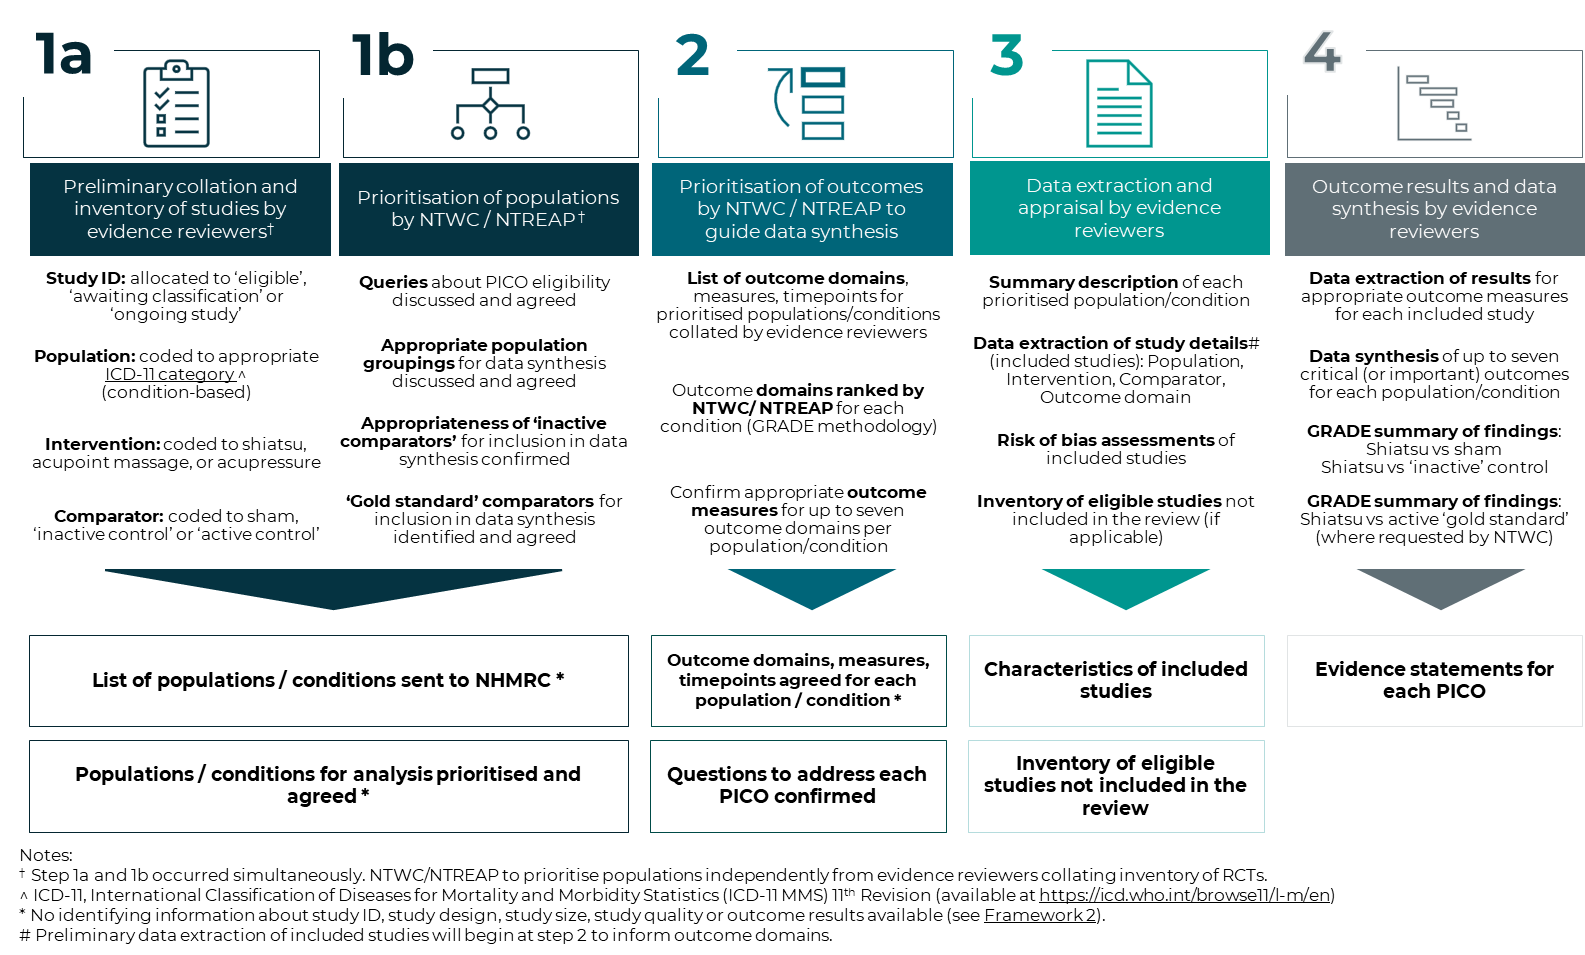 1a
Preliminary collation and
inventory of studies by
evidence reviewers†
Study ID: allocated to ‘eligible’,
‘awaiting classification’ or
‘ongoing study’
Population: coded to appropriate
ICD-11 category ^
(condition-based)
Intervention: coded to shiatsu,
acupoint massage, or acupressure
Comparator: coded to sham,
‘inactive control’ or ‘active control’
1b
Prioritisation of populations
by NTWC / NTREAP †
Queries about PICO eligibility
discussed and agreed
Appropriate population
groupings for data synthesis
discussed and agreed
Appropriateness of ‘inactive
comparators’ for inclusion in data
synthesis confirmed
‘Gold standard’ comparators for
inclusion in data synthesis
identified and agreed
2
Prioritisation of outcomes
by NTWC / NTREAP to
guide data synthesis
List of outcome domains,
measures, timepoints for
prioritised populations/conditions
collated by evidence reviewers
Outcome domains ranked by
NTWC/ NTREAP for each
condition (GRADE methodology)
Confirm appropriate outcome
measures for up to seven
outcome domains per
population/condition
3
Data extraction and
appraisal by evidence
reviewers
Summary description of each
prioritised population/condition
Data extraction of study details#
(included studies): Population,
Intervention, Comparator,
Outcome domain
Risk of bias assessments of
included studies
Inventory of eligible studies not
included in the review (if
applicable)
4
Outcome results and data
synthesis by evidence
reviewers
Data extraction of results for
appropriate outcome measures
for each included study
Data synthesis of up to seven
critical (or important) outcomes
for each population/condition
GRADE summary of findings:
Shiatsu vs sham
Shiatsu vs ‘inactive’ control
GRADE summary of findings:
Shiatsu vs active ‘gold standard’
(where requested by NTWC)
List of populations / conditions sent to NHMRC *
Populations / conditions for analysis prioritised and
agreed *
Outcome domains, measures,
timepoints agreed for each
population / condition *
Questions to address each
PICO confirmed
Characteristics of included
studies
Inventory of eligible
studies not included in the
review
Evidence statements for
each PICO
Notes:
† Step 1a and 1b occurred simultaneously. NTWC/NTREAP to prioritise populations independently from evidence reviewers collating inventory of RCTs.
^ ICD-11, International Classification of Diseases for Mortality and Morbidity Statistics (ICD-11 MMS) 11th Revision (available at https://icd.who.int/browse11/l-m/en)
* No identifying information about study ID, study design, study size, study quality or outcome results available (see Framework 2).
# Preliminary data extraction of included studies will begin at step 2 to inform outcome domains.